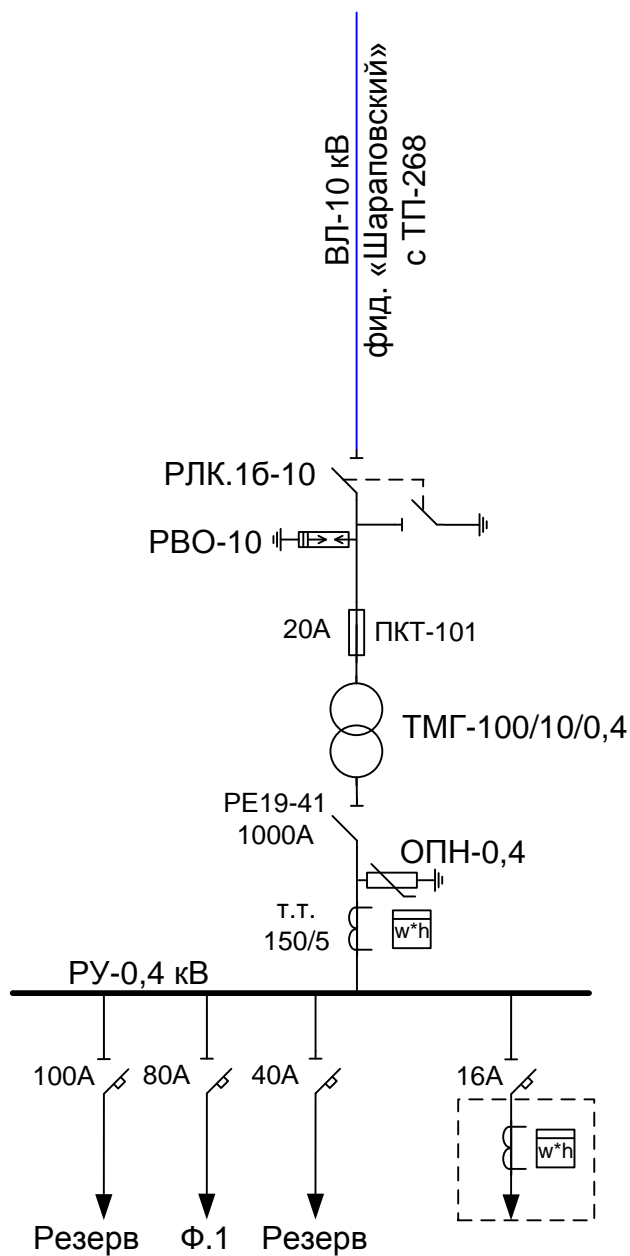 ВЛ-10 кВ
фид. «Шараповский»
с ТП-268
РЛК.1б-10
РВО-10
20А
ПКТ-101
ТМГ-100/10/0,4
РЕ19-41
1000А
ОПН-0,4
т.т.
150/5
w*h
РУ-0,4 кВ
100А
80А
40А
16А
w*h
Резерв
Ф.1
Резерв